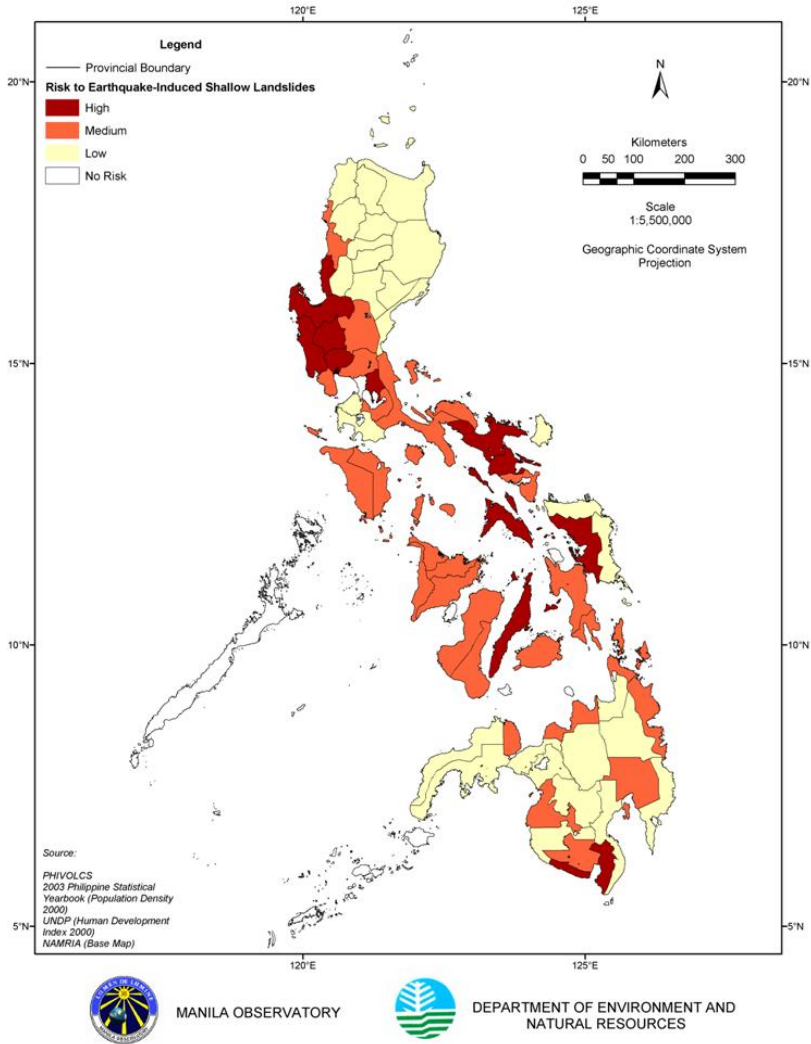 120°E
125°E
Legend
Provincial Boundary
Risk to Earthquake-Induced Shallow Landslides
High
Medium
Low
No Risk
20°N
20°N
N
Kilometers
0 50 100 200 300
Scale
1:5,500,000
Geographic Coordinate System
Projection
15°N
15°N
10°N
10°N
Source:
PHIVOLCS
2003 Philippine Statistical
Yearbook (Population Density
2000)
UNDP (Human Development
Index 2000)
NAMRIA (Base Map)
5°N
5°N
120°E
125°E
MANILA OBSERVATORY
MANILA OBSERVATORY
DEPARTMENT OF ENVIRONMENT AND
NATURAL RESOURCES